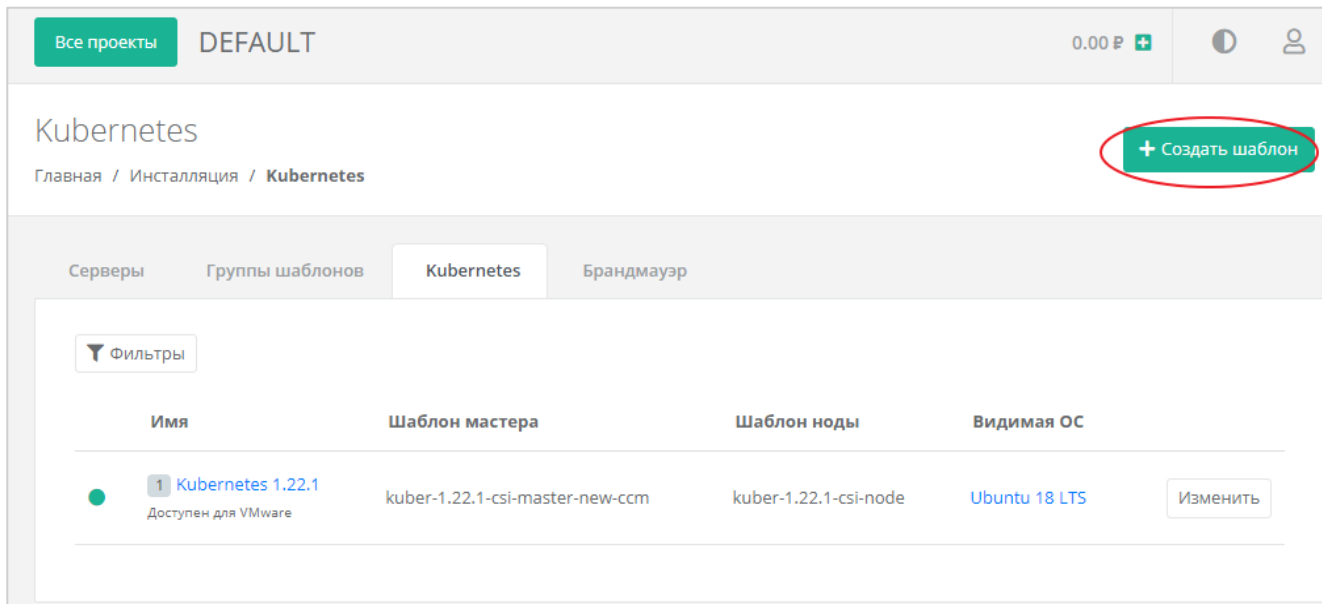 Все проекты DEFAULT 0.00 ₽
Kubernetes
+ Создать шаблон
Главная / Инсталляция / Kubernetes
Серверы Группы шаблонов Kubernetes Брандмауэр
Фильтры
Имя Шаблон мастера Шаблон ноды Видимая ОС
1 Kubernetes 1.22.1 kuber-1.22.1-csi-master-new-ccm kuber-1.22.1-csi-node Ubuntu 18 LTS Изменить
Доступен для VMware